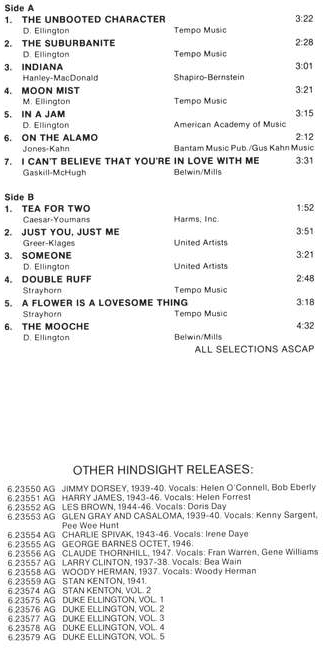 Side A
1. THE UNBOOTED CHARACTER 3:22
D. Ellington Tempo Music
2. THE SUBURBANITE 2:28
D. Ellington Tempo Music
3. INDIANA 3:01
Hanley-MacDonald Shapiro-Bernstein
4. MOON MIST 3:21
M. Ellington Tempo Music
5. IN A JAM 3:15
D. Ellington American Academy of Music
6. ON THE ALAMO 2:12
Jones-Kahn Bantam Music Pub./Gus Kahn Music
7. I CAN'T BELIEVE THAT YOU'RE IN LOVE WITH ME 3:31
Gaskill-McHugh Belwin/Mills
Side B
1. TEA FOR TWO 1:52
Caesar-Youmans Harms, Inc.
2. JUST YOU, JUST ME 3:51
Greer-Klages United Artists
3. SOMEONE 3:21
D. Ellington United Artists
4. DOUBLE RUFF 2:48
Strayhorn Tempo Music
5. A FLOWER IS A LOVESOME THING 3:18
Strayhorn Tempo Music
6. THE MOOCHE 4:32
D. Ellington Belwin/Mills
ALL SELECTIONS ASCAP
OTHER HINDSIGHT RELEASES:
6.23550 AG JIMMY DORSEY, 1939-40. Vocals: Helen O'Connell, Bob Eberly
6.23551 AG HARRY JAMES, 1943-46. Vocals: Helen Forrest
6.23552 AG LES BROWN, 1944-46. Vocals: Doris Day
6.23553 AG GLEN GRAY AND CASALOMA, 1939-40. Vocals: Kenny Sargent,
Pee Wee Hunt
6.23554 AG CHARLIE SPIVAK, 1943-46. Vocals: Irene Daye
6.23555 AG GEORGE BARNES OCTET, 1946.
6.23556 AG CLAUDE THORNHILL, 1947. Vocals: Fran Warren, Gene Williams
6.23557 AG LARRY CLINTON, 1937-38. Vocals: Bea Wain
6.23558 AG WOODY HERMAN, 1937. Vocals: Woody Herman
6.23559 AG STAN KENTON, 1941.
6.23574 AG STAN KENTON, VOL. 2
6.23575 AG DUKE ELLINGTON, VOL. 1
6.23576 AG DUKE ELLINGTON, VOL. 2
6.23577 AG DUKE ELLINGTON, VOL. 3
6.23578 AG DUKE ELLINGTON, VOL. 4
6.23579 AG DUKE ELLINGTON, VOL. 5